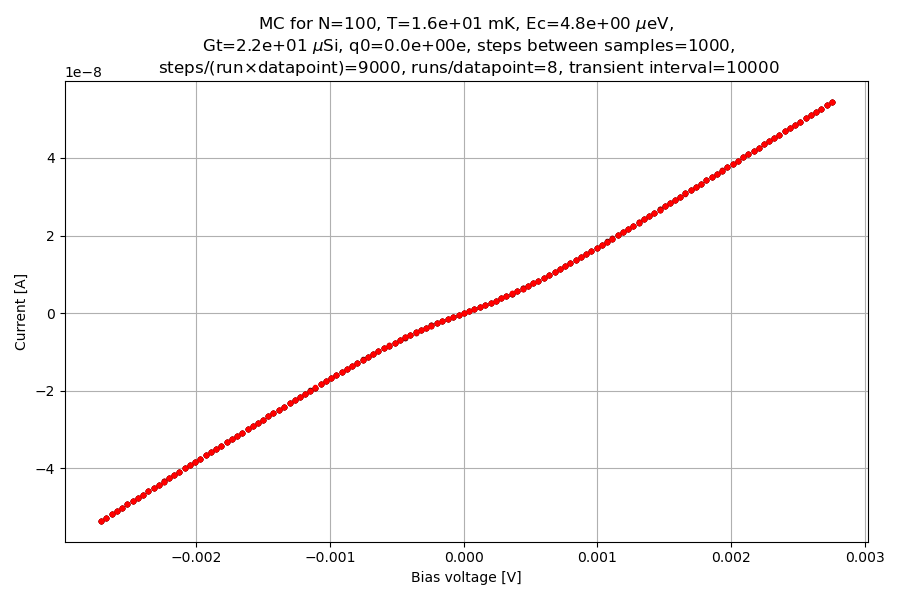 MC for N=100, T=1.6e+01 mK, Ec=4.8e+00 μeV,
Gt=2.2e+01 μSi, q0=0.0e+00e, steps between samples=1000,
steps/(run×datapoint)=9000, runs/datapoint=8, transient interval=10000
1e−8
4
2
0
−2
−4
Current [A]
−0.002
−0.001
0.000
0.001
0.002
0.003
Bias voltage [V]